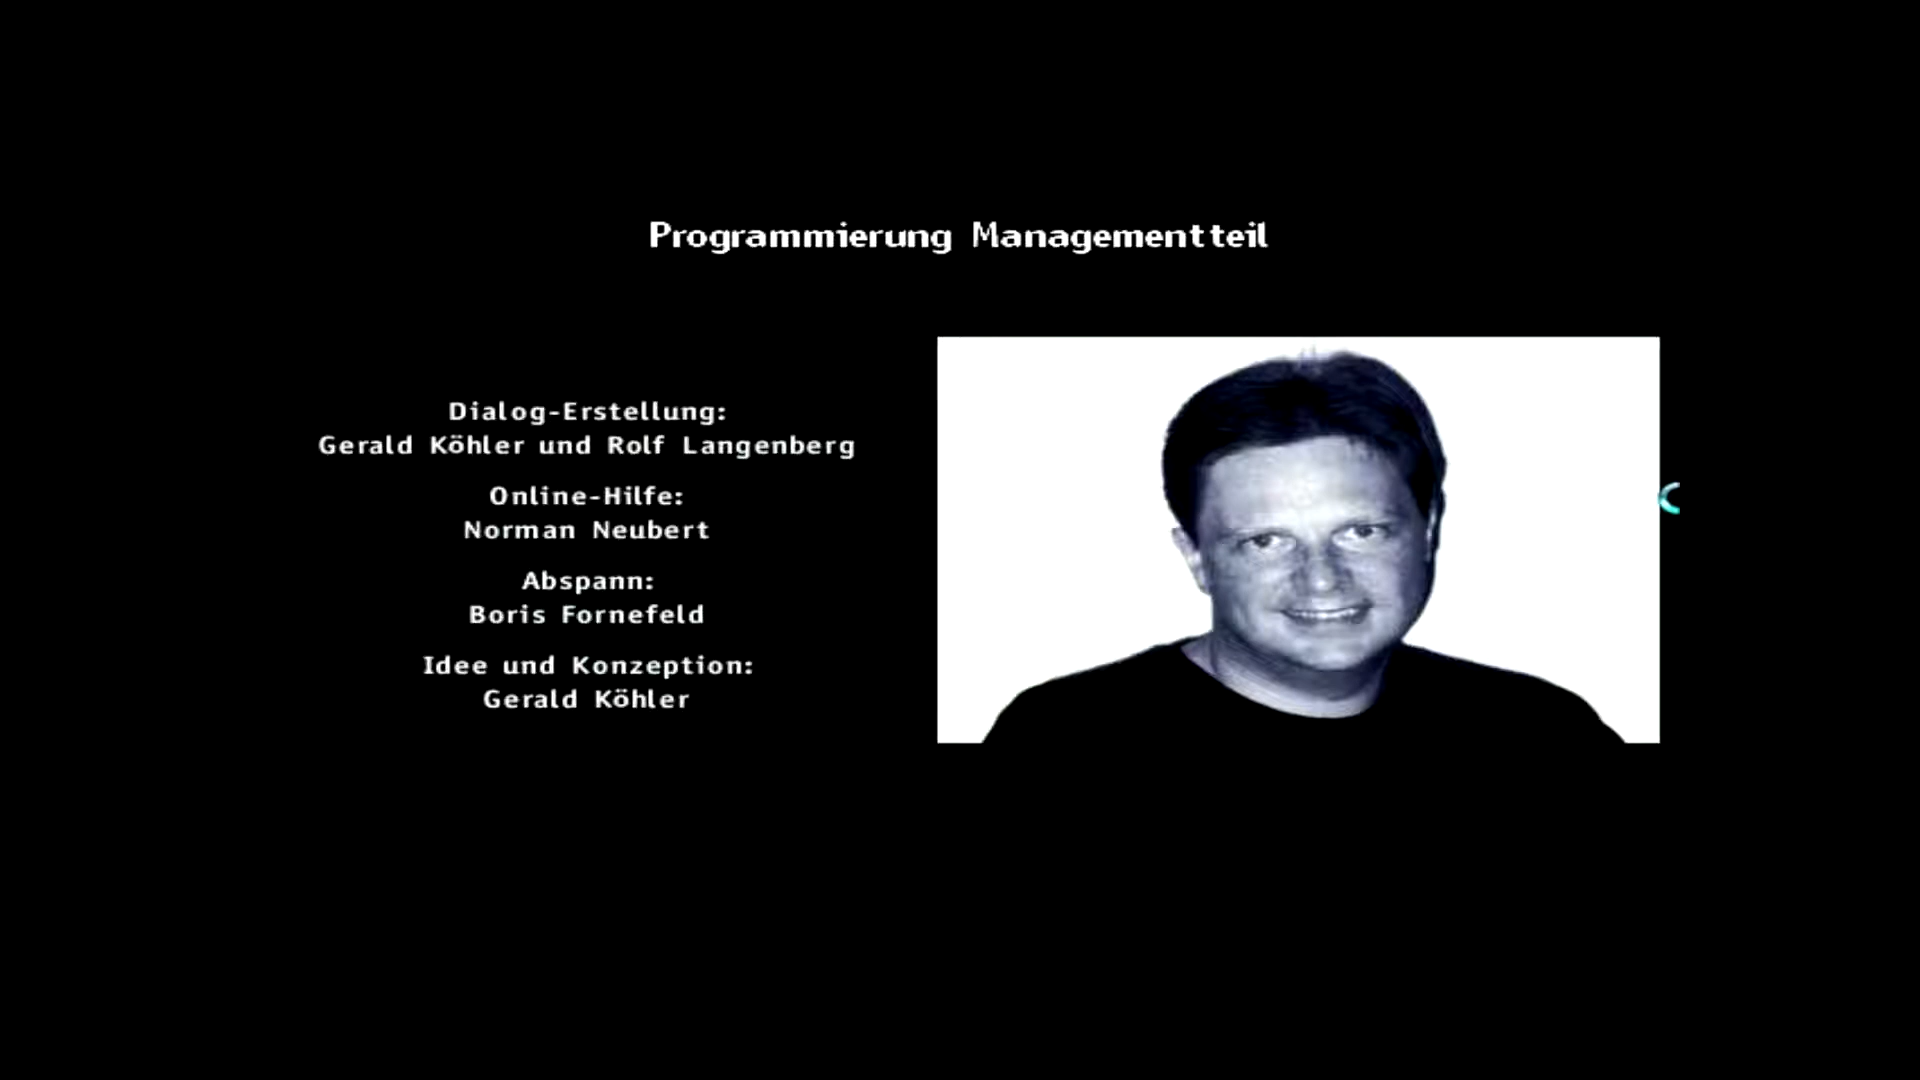 Programmierung Managementteil
Dialog-Erstellung:
Gerald Köhler und Rolf Langenberg
Online-Hilfe:
Norman Neubert
Abspann:
Boris Fornefeld
Idee und Konzeption:
Gerald Köhler